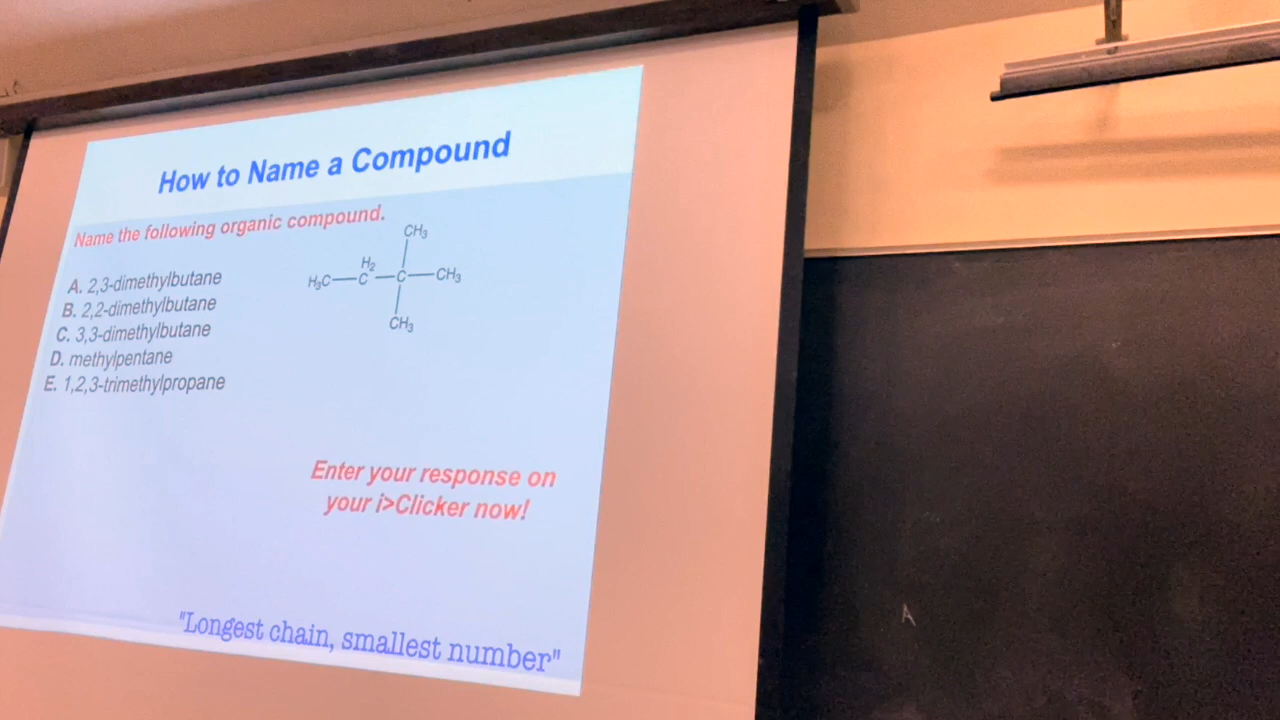 How to Name a Compound
Name the following organic compound.
A. 2,3-dimethylbutane
B. 2,2-dimethylbutane
C. 3,3-dimethylbutane
D. methylpentane
E. 1,2,3-trimethylpropane
CH₃
H₂
H₃C—C—C—CH₃
CH₃
Enter your response on
your i>Clicker now!
"Longest chain, smallest number"
A